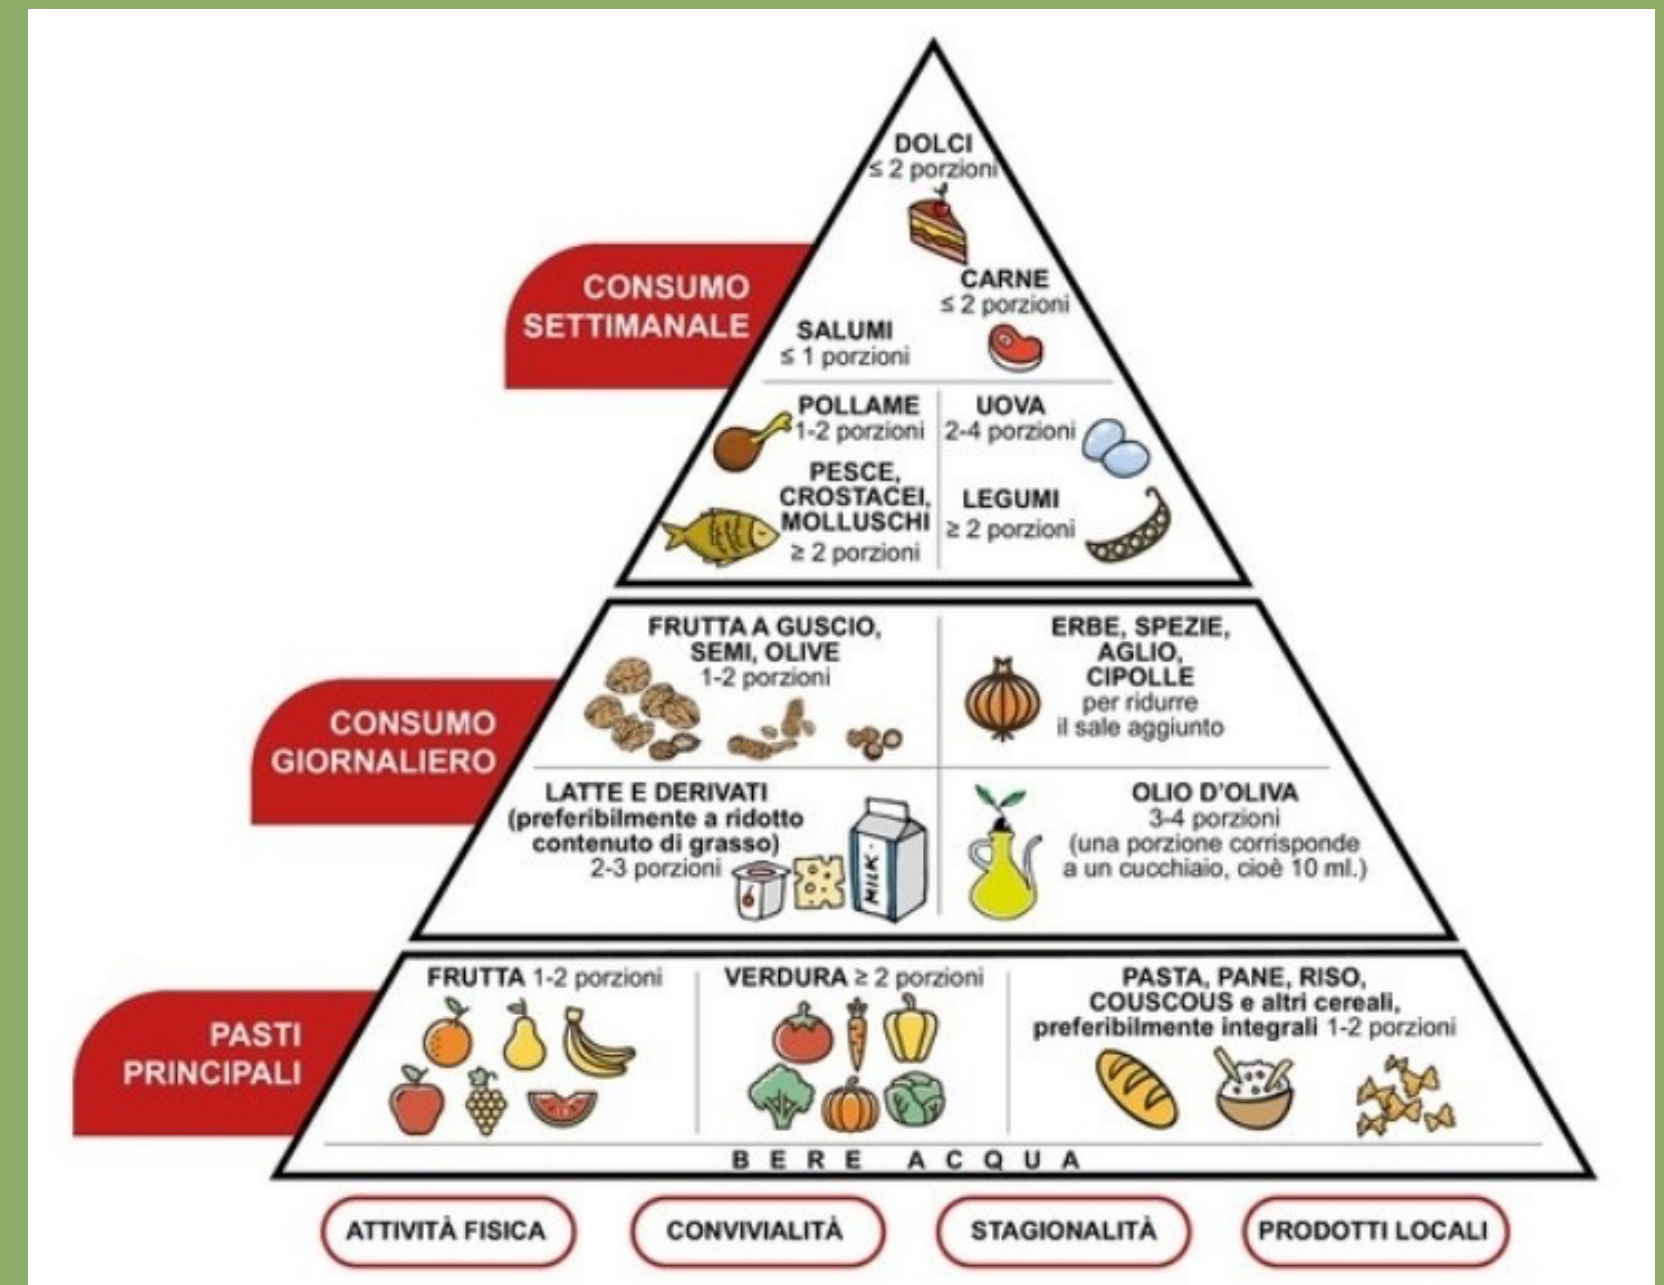 DOLCI
≤ 2 porzioni
CONSUMO
SETTIMANALE
CARNE
≤ 2 porzioni
SALUMI
≤ 1 porzioni
POLLAME
1-2 porzioni
UOVA
2-4 porzioni
PESCE,
CROSTACEI,
MOLLUSCHI
≥ 2 porzioni
LEGUMI
≥ 2 porzioni
CONSUMO
GIORNALIERO
FRUTTA A GUSCIO,
SEMI, OLIVE
1-2 porzioni
ERBE, SPEZIE,
AGLIO,
CIPOLLE
per ridurre
il sale aggiunto
LATTE E DERIVATI
(preferibilmente a ridotto
contenuto di grasso)
2-3 porzioni
MILK
OLIO D'OLIVA
3-4 porzioni
(una porzione corrisponde
a un cucchiaio, cioè 10 ml.)
PASTI
PRINCIPALI
FRUTTA 1-2 porzioni
VERDURA ≥ 2 porzioni
PASTA, PANE, RISO,
COUSCOUS e altri cereali,
preferibilmente integrali 1-2 porzioni
BERE ACQUA
ATTIVITÀ FISICA
CONVIVIALITÀ
STAGIONALITÀ
PRODOTTI LOCALI